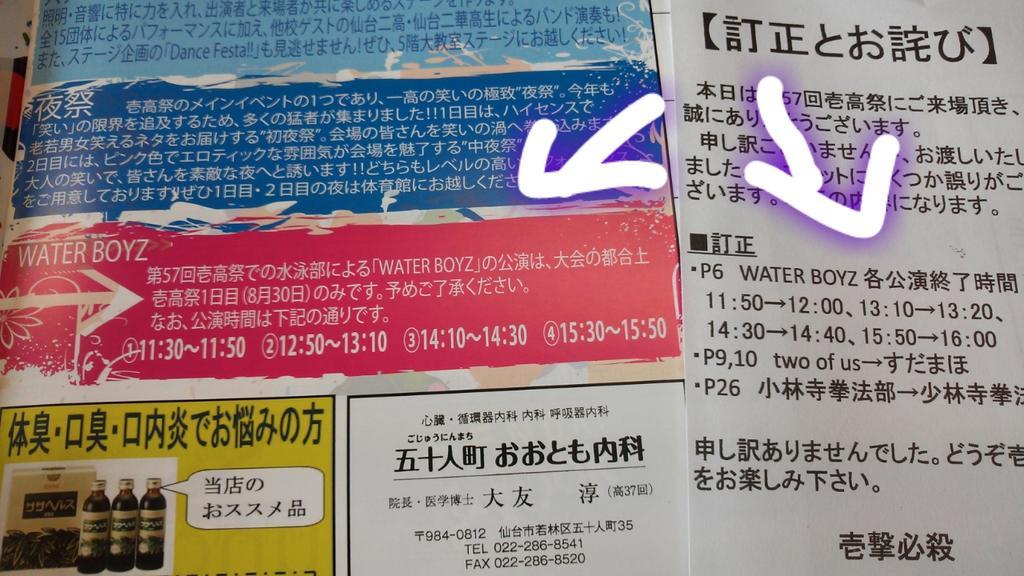 照明・音響に特に力を入れ、出演者と来場者が共に楽しめるステージを作ります。
全15団体によるパフォーマンスに加え、他校ゲストの仙台二高・仙台二華高生によるバンド演奏も!
また、ステージ企画の「Dance Festa!!」も見逃せません!ぜひ、5階大教室ステージにお越しください!
夜祭
壱高祭のメインイベントの1つであり、一高の笑いの極致"夜祭"。今年も
「笑い」の限界を追及するため、多くの猛者が集まりました!!1日目は、ハイセンスで
老若男女笑えるネタをお届けする"初夜祭"。会場の皆さんを笑いの渦へ
2日目には、ピンク色でエロティックな雰囲気が会場を魅了する"中夜祭"
大人の笑いで、皆さんを素敵な夜へと誘います!!どちらもレベルの高い
をご用意しております!ぜひ1日目・2日目の夜は体育館にお越しくださ
WATER BOYZ
第57回壱高祭での水泳部による「WATER BOYZ」の公演は、大会の都合上
壱高祭1日目(8月30日)のみです。予めご了承ください。
なお、公演時間は下記の通りです。
①11:30～11:50 ②12:50～13:10 ③14:10～14:30 ④15:30～15:50
体臭・口臭・口内炎でお悩みの方
ササヘルス
当店の
おススメ品
心臓・循環器内科 内科 呼吸器内科
ごじゅうにんまち
五十人町 おおとも内科
院長・医学博士 大友 淳(高37回)
〒984-0812 仙台市若林区五十人町35
TEL 022-286-8541
FAX 022-286-8520
【訂正とお詫び】
本日は 57回壱高祭にご来場頂き、
誠にありがとうございます。
申し訳ございませんが、お渡しいたし
ました ットに くつか誤りがご
ざいます。 の内容になります。
■訂正
・P6 WATER BOYZ 各公演終了時間
11:50→12:00、13:10→13:20、
14:30→14:40、15:50→16:00
・P9,10 two of us→すだまほ
・P26 小林寺拳法部→少林寺拳法
申し訳ありませんでした。どうぞ壱
をお楽しみ下さい。
壱撃必殺